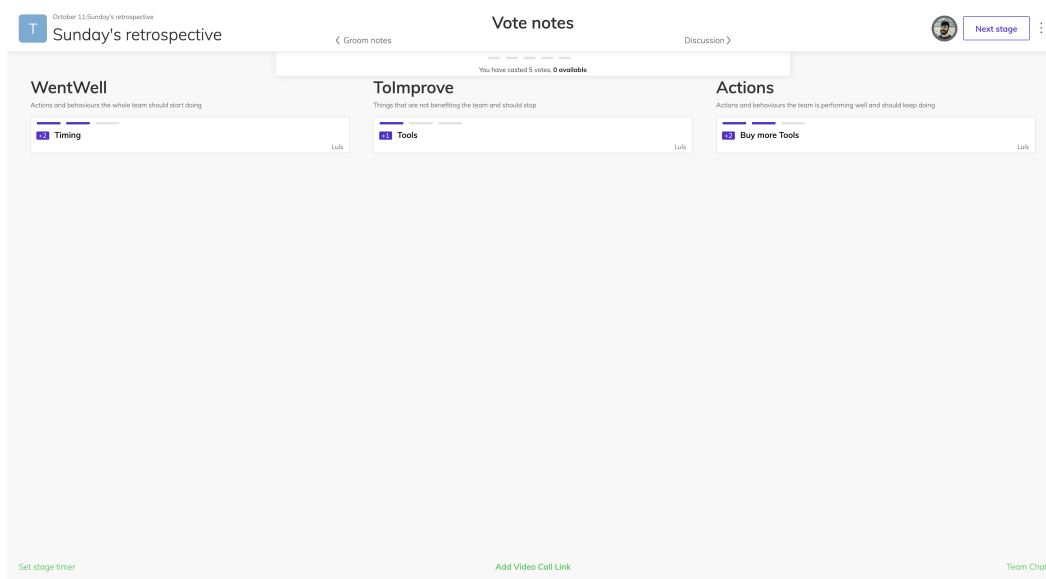 T
October 11:Sunday's retrospective
Sunday's retrospective
Vote notes
Groom notes
Discussion
Next stage
You have casted 5 votes, 0 available
WentWell
Actions and behaviours the whole team should start doing
+2 Timing
Luis
ToImprove
Things that are not benefiting the team and should stop
+1 Tools
Luis
Actions
Actions and behaviours the team is performing well and should keep doing
+2 Buy more Tools
Luis
Set stage timer
Add Video Call Link
Team Chat